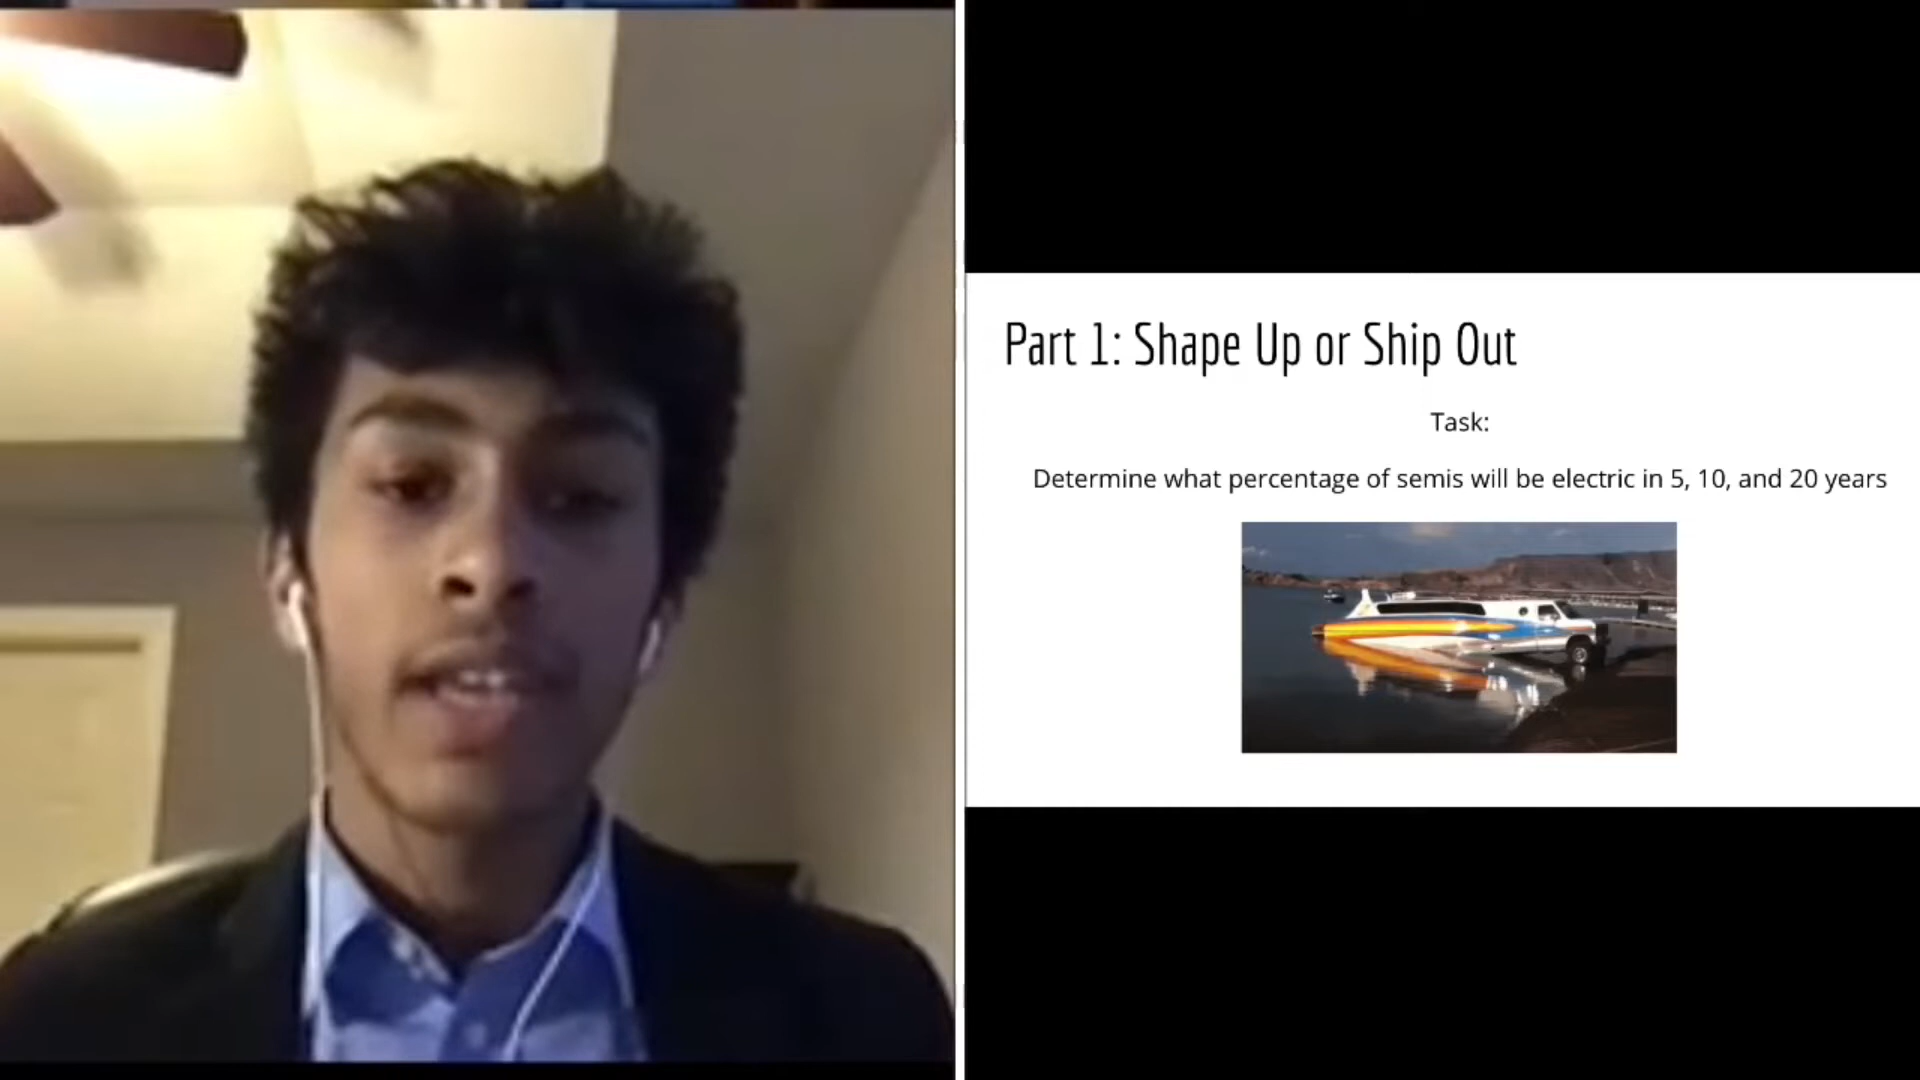 Part 1: Shape Up or Ship Out
Task:
Determine what percentage of semis will be electric in 5, 10, and 20 years